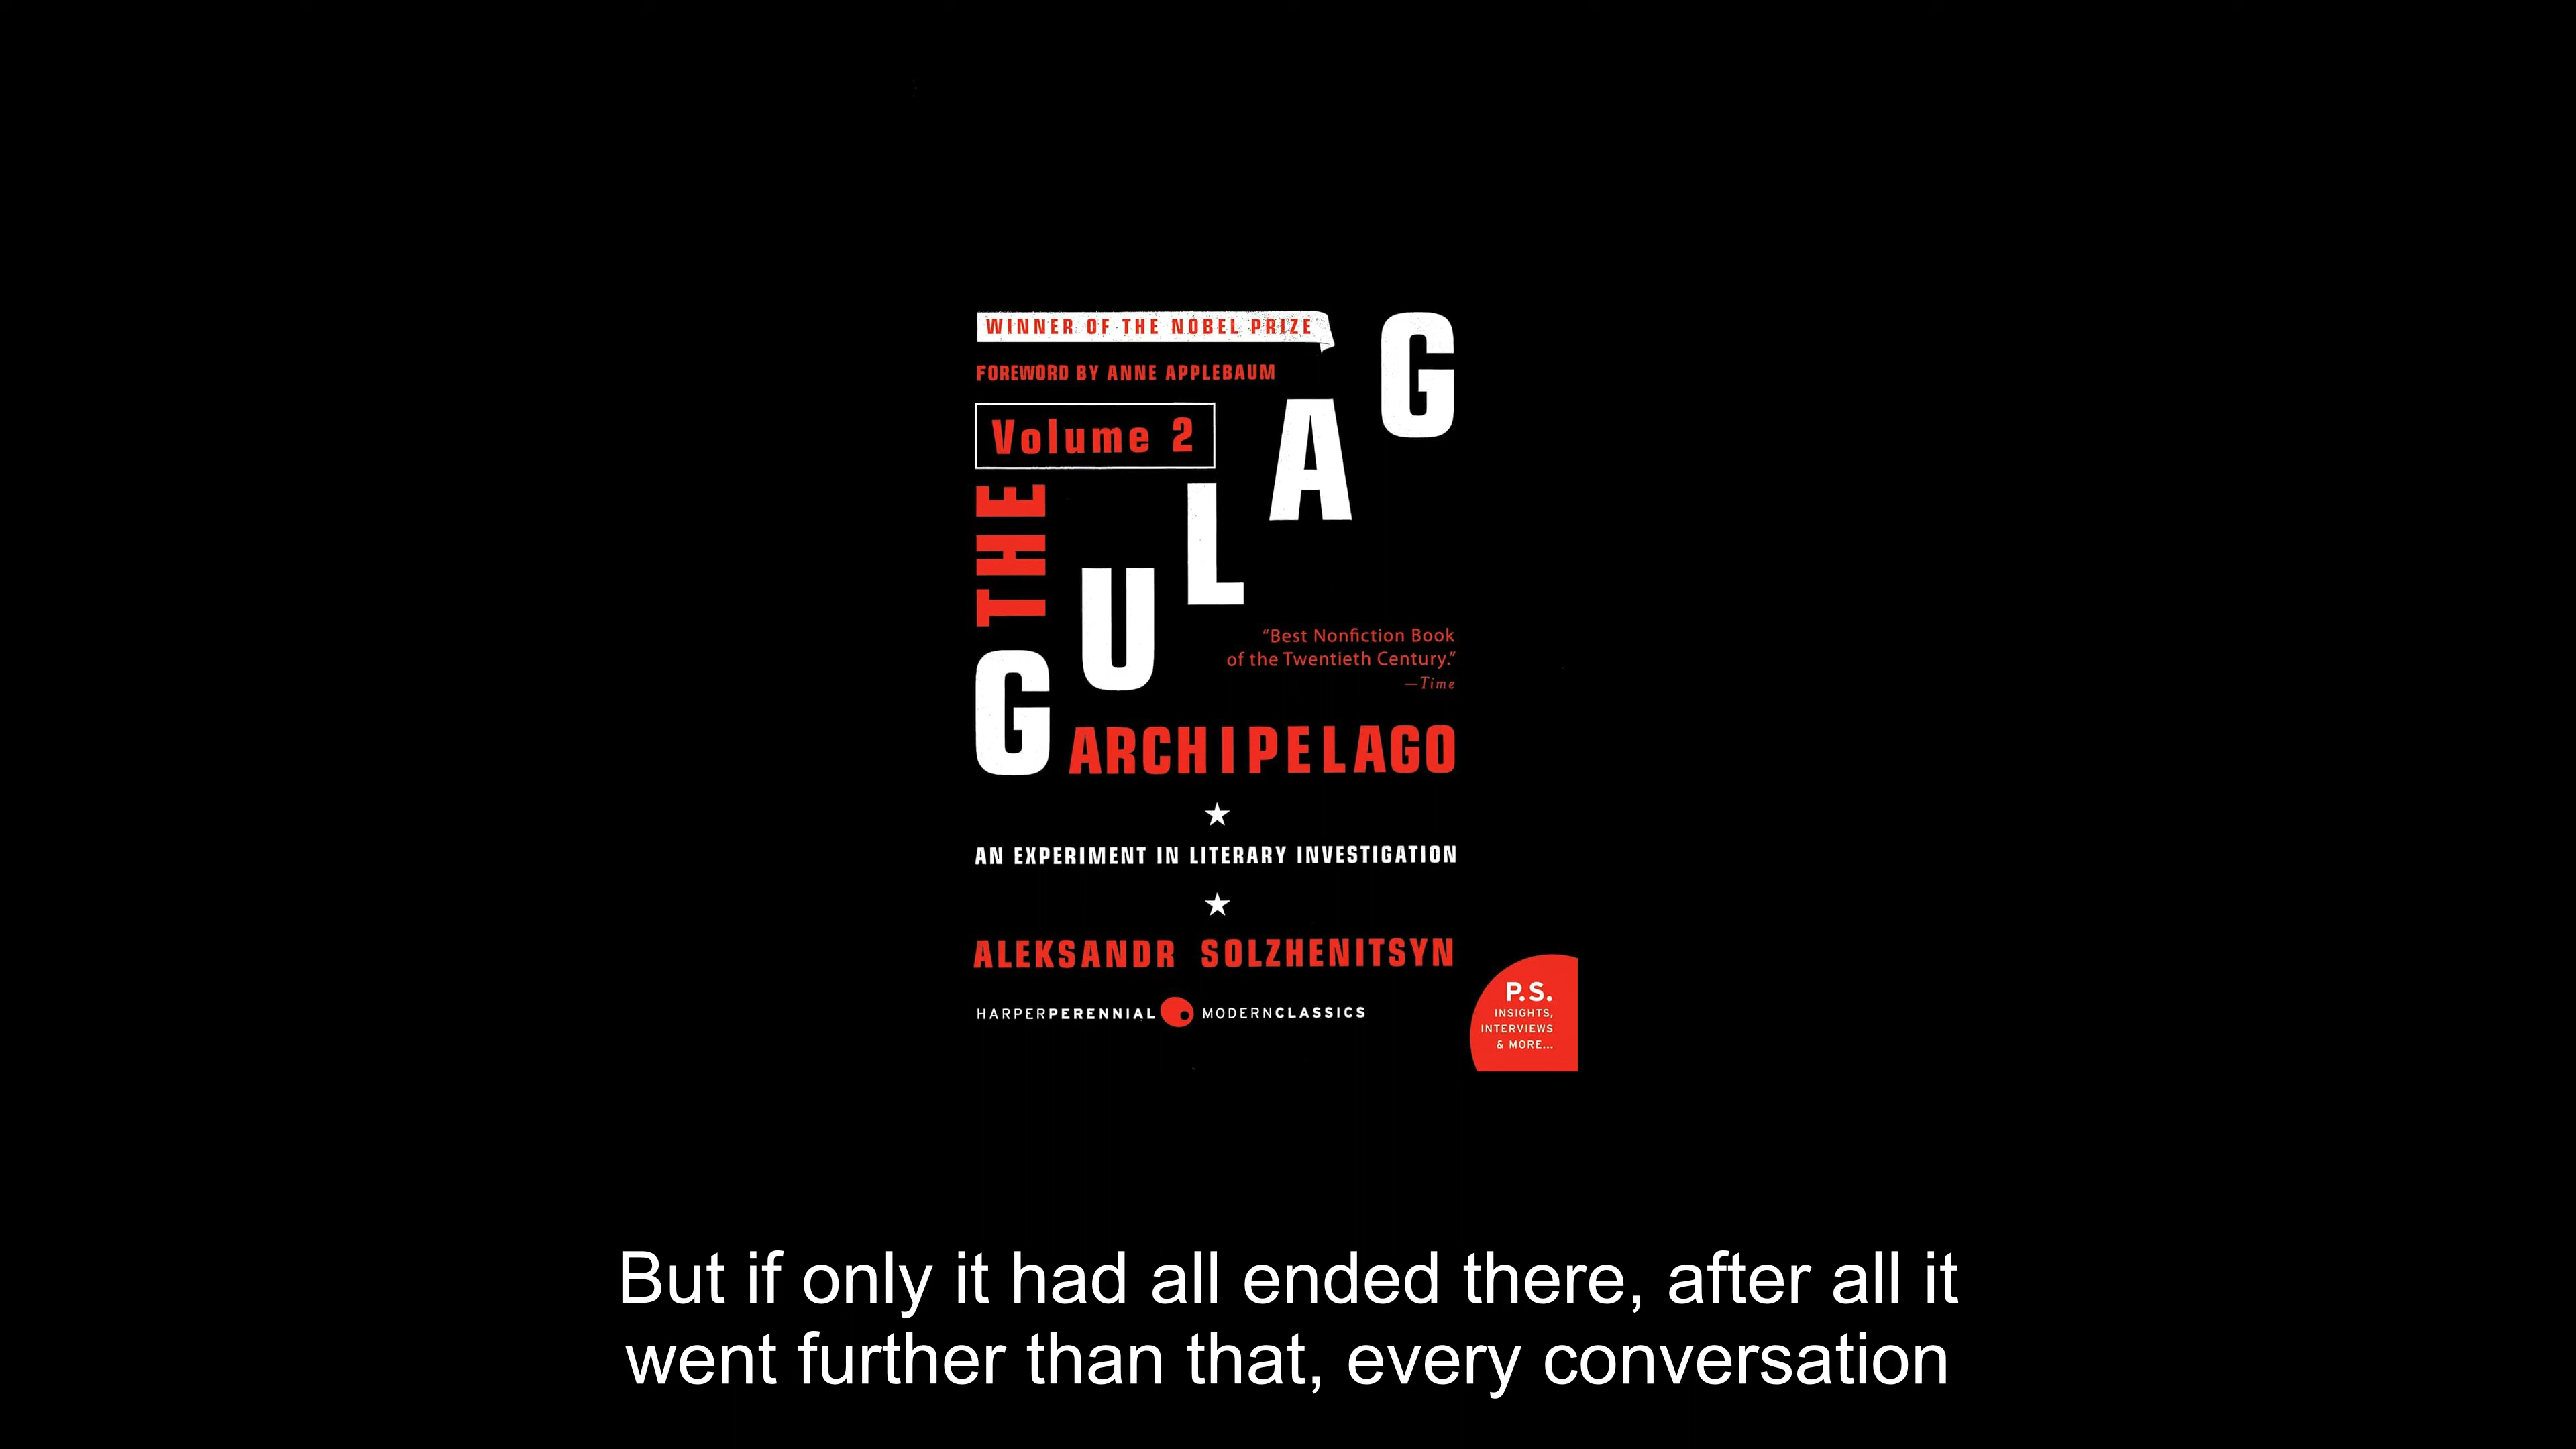 WINNER OF THE NOBEL PRIZE
FOREWORD BY ANNE APPLEBAUM
Volume 2
THE
GULAG
ARCHIPELAGO
"Best Nonfiction Book
of the Twentieth Century."
—Time
AN EXPERIMENT IN LITERARY INVESTIGATION
ALEKSANDR SOLZHENITSYN
HARPERPERENNIAL MODERNCLASSICS
P.S.
INSIGHTS,
INTERVIEWS
& MORE...
But if only it had all ended there, after all it
went further than that, every conversation